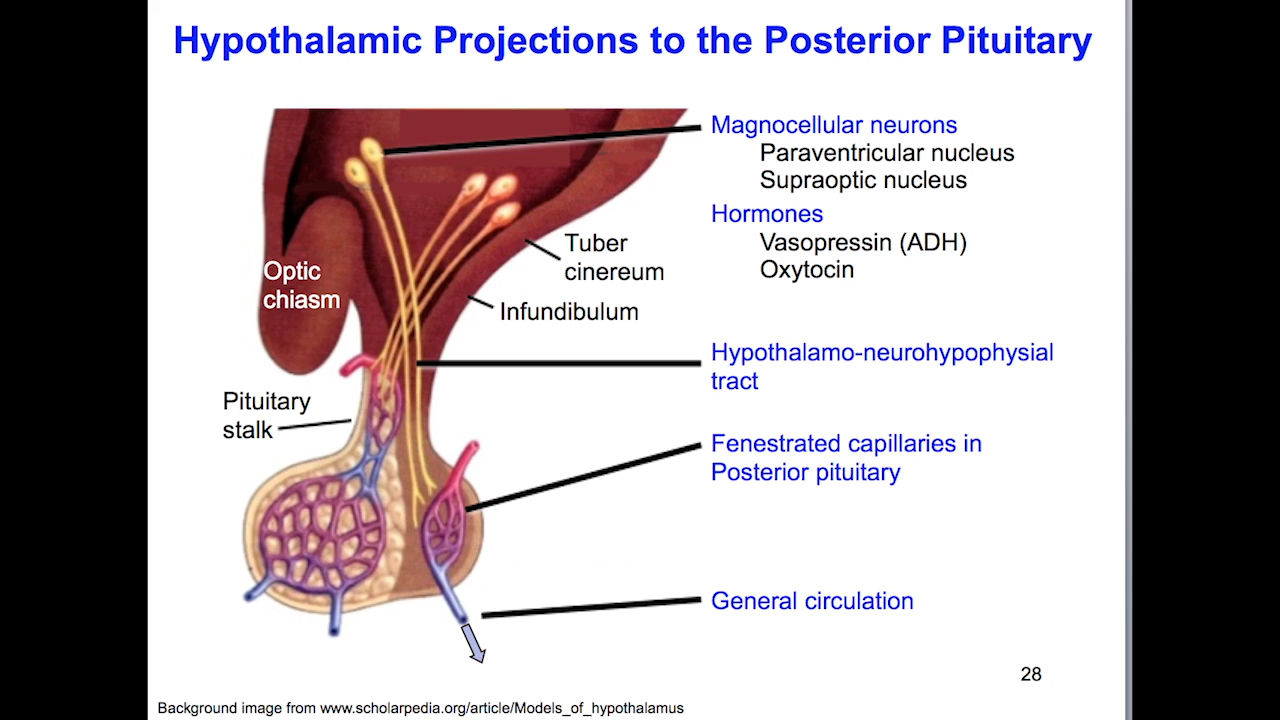 Hypothalamic Projections to the Posterior Pituitary
Magnocellular neurons
Paraventricular nucleus
Supraoptic nucleus
Hormones
Vasopressin (ADH)
Oxytocin
Tuber
cinereum
Optic
chiasm
Infundibulum
Hypothalamo-neurohypophysial
tract
Pituitary
stalk
Fenestrated capillaries in
Posterior pituitary
General circulation
28
Background image from www.scholarpedia.org/article/Models_of_hypothalamus